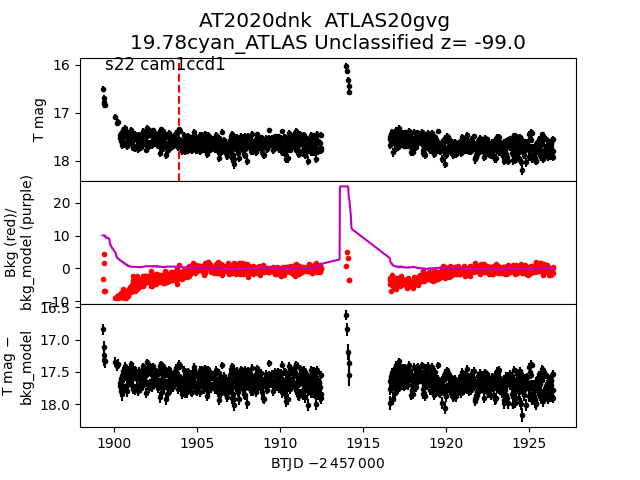 AT2020dnk  ATLAS20gvg
19.78cyan_ATLAS Unclassified z= -99.0
s22 cam1ccd1
16
17
18
T mag
20
10
0
−10
Bkg (red)/
bkg_model (purple)
16.5
17.0
17.5
18.0
T mag −
bkg_model
1900
1905
1910
1915
1920
1925
BTJD −2 457 000